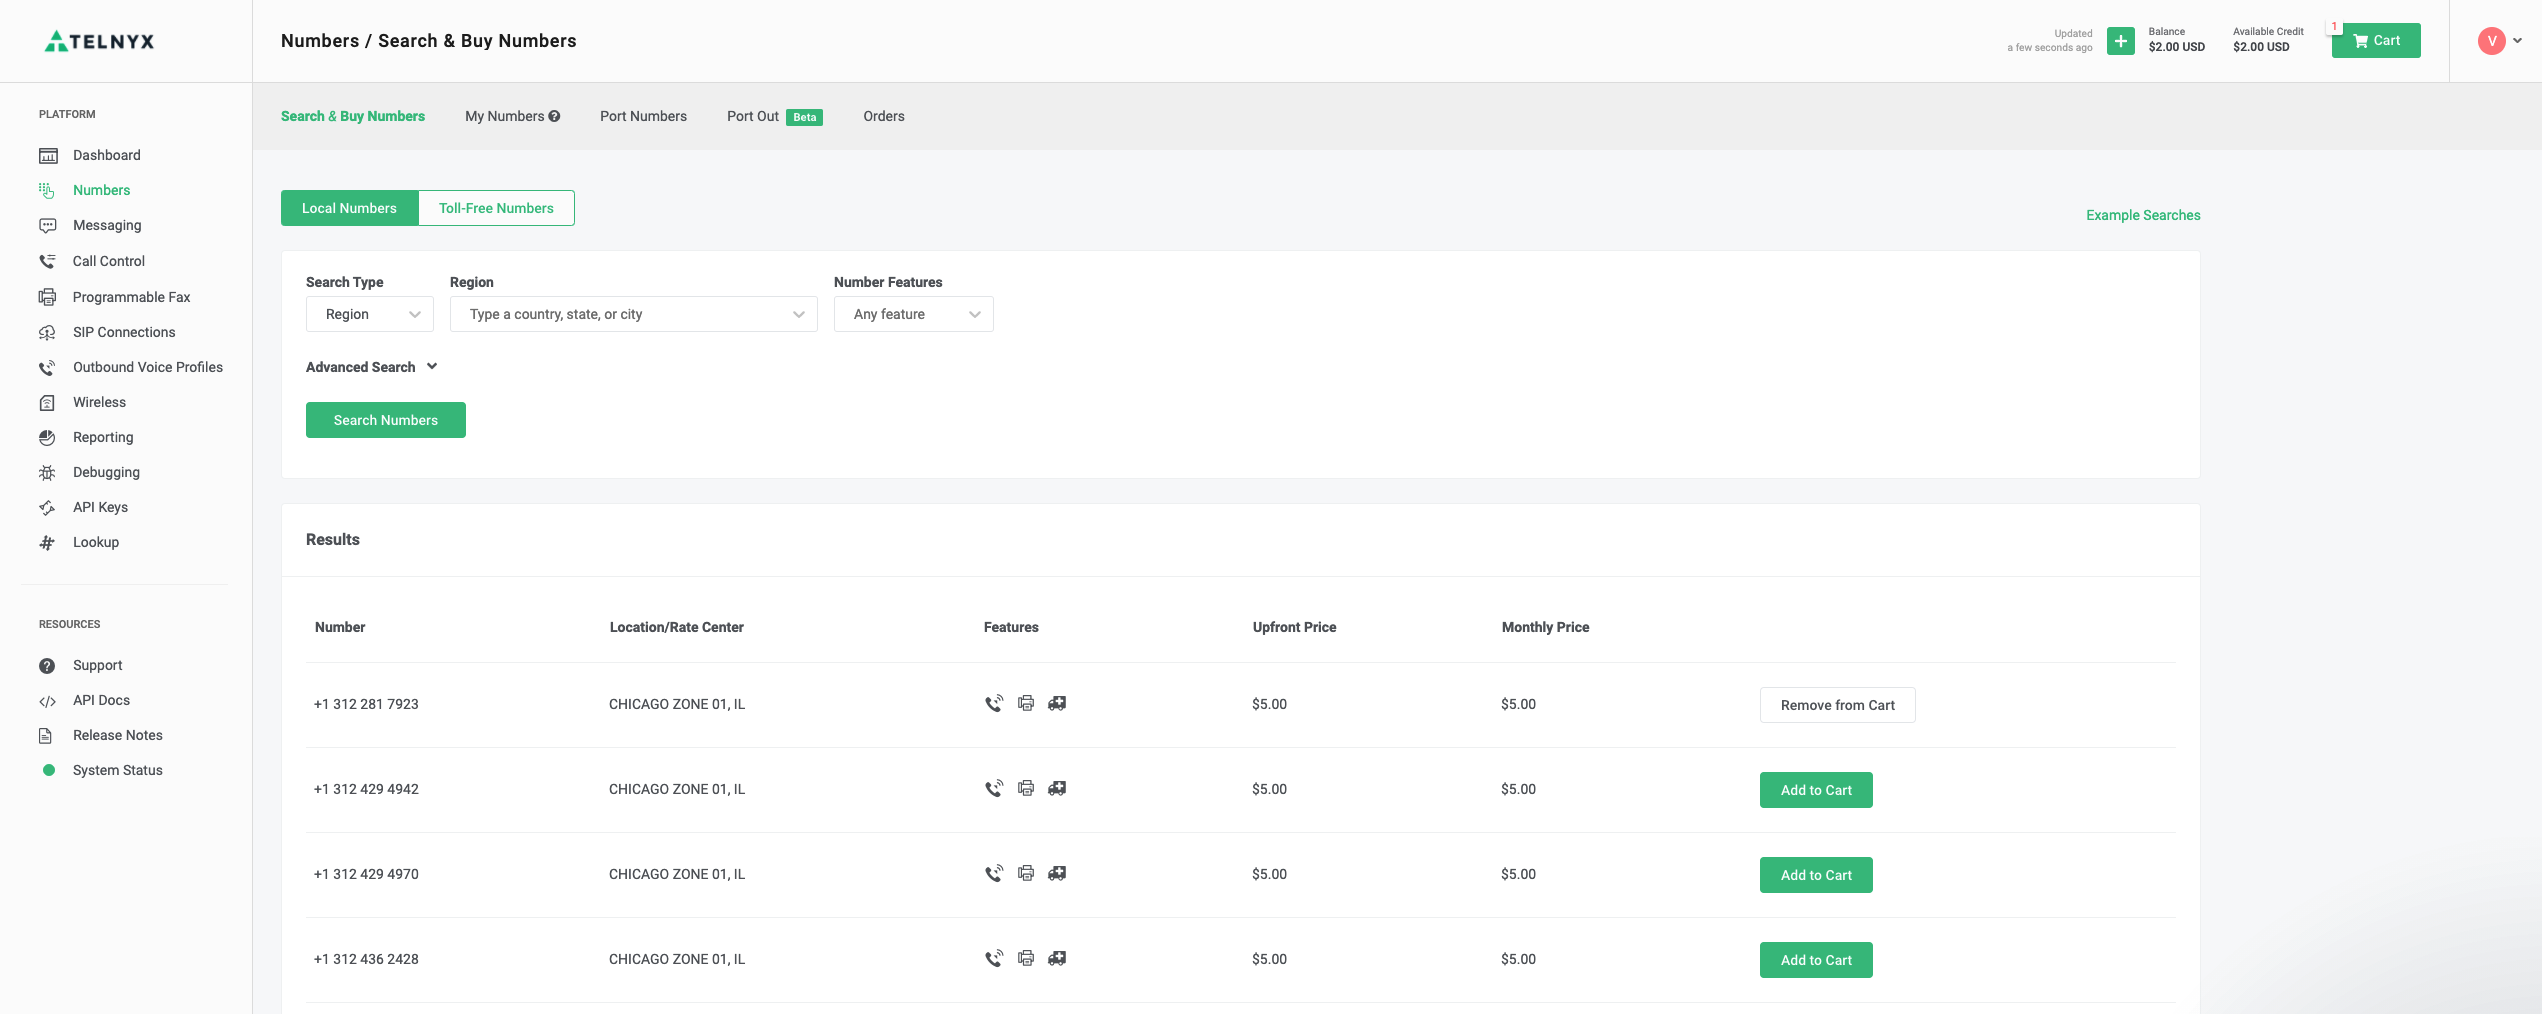 TELNYX
Numbers / Search & Buy Numbers
Updated
a few seconds ago
Balance
$2.00 USD
Available Credit
$2.00 USD
1
Cart
V
PLATFORM
Dashboard
Numbers
Messaging
Call Control
Programmable Fax
SIP Connections
Outbound Voice Profiles
Wireless
Reporting
Debugging
API Keys
Lookup
RESOURCES
Support
API Docs
Release Notes
System Status
Search & Buy Numbers My Numbers Port Numbers Port Out Beta Orders
Local Numbers Toll-Free Numbers
Example Searches
Search Type Region Number Features
Region Type a country, state, or city Any feature
Advanced Search
Search Numbers
Results
Number Location/Rate Center Features Upfront Price Monthly Price
+1 312 281 7923 CHICAGO ZONE 01, IL $5.00 $5.00 Remove from Cart
+1 312 429 4942 CHICAGO ZONE 01, IL $5.00 $5.00 Add to Cart
+1 312 429 4970 CHICAGO ZONE 01, IL $5.00 $5.00 Add to Cart
+1 312 436 2428 CHICAGO ZONE 01, IL $5.00 $5.00 Add to Cart